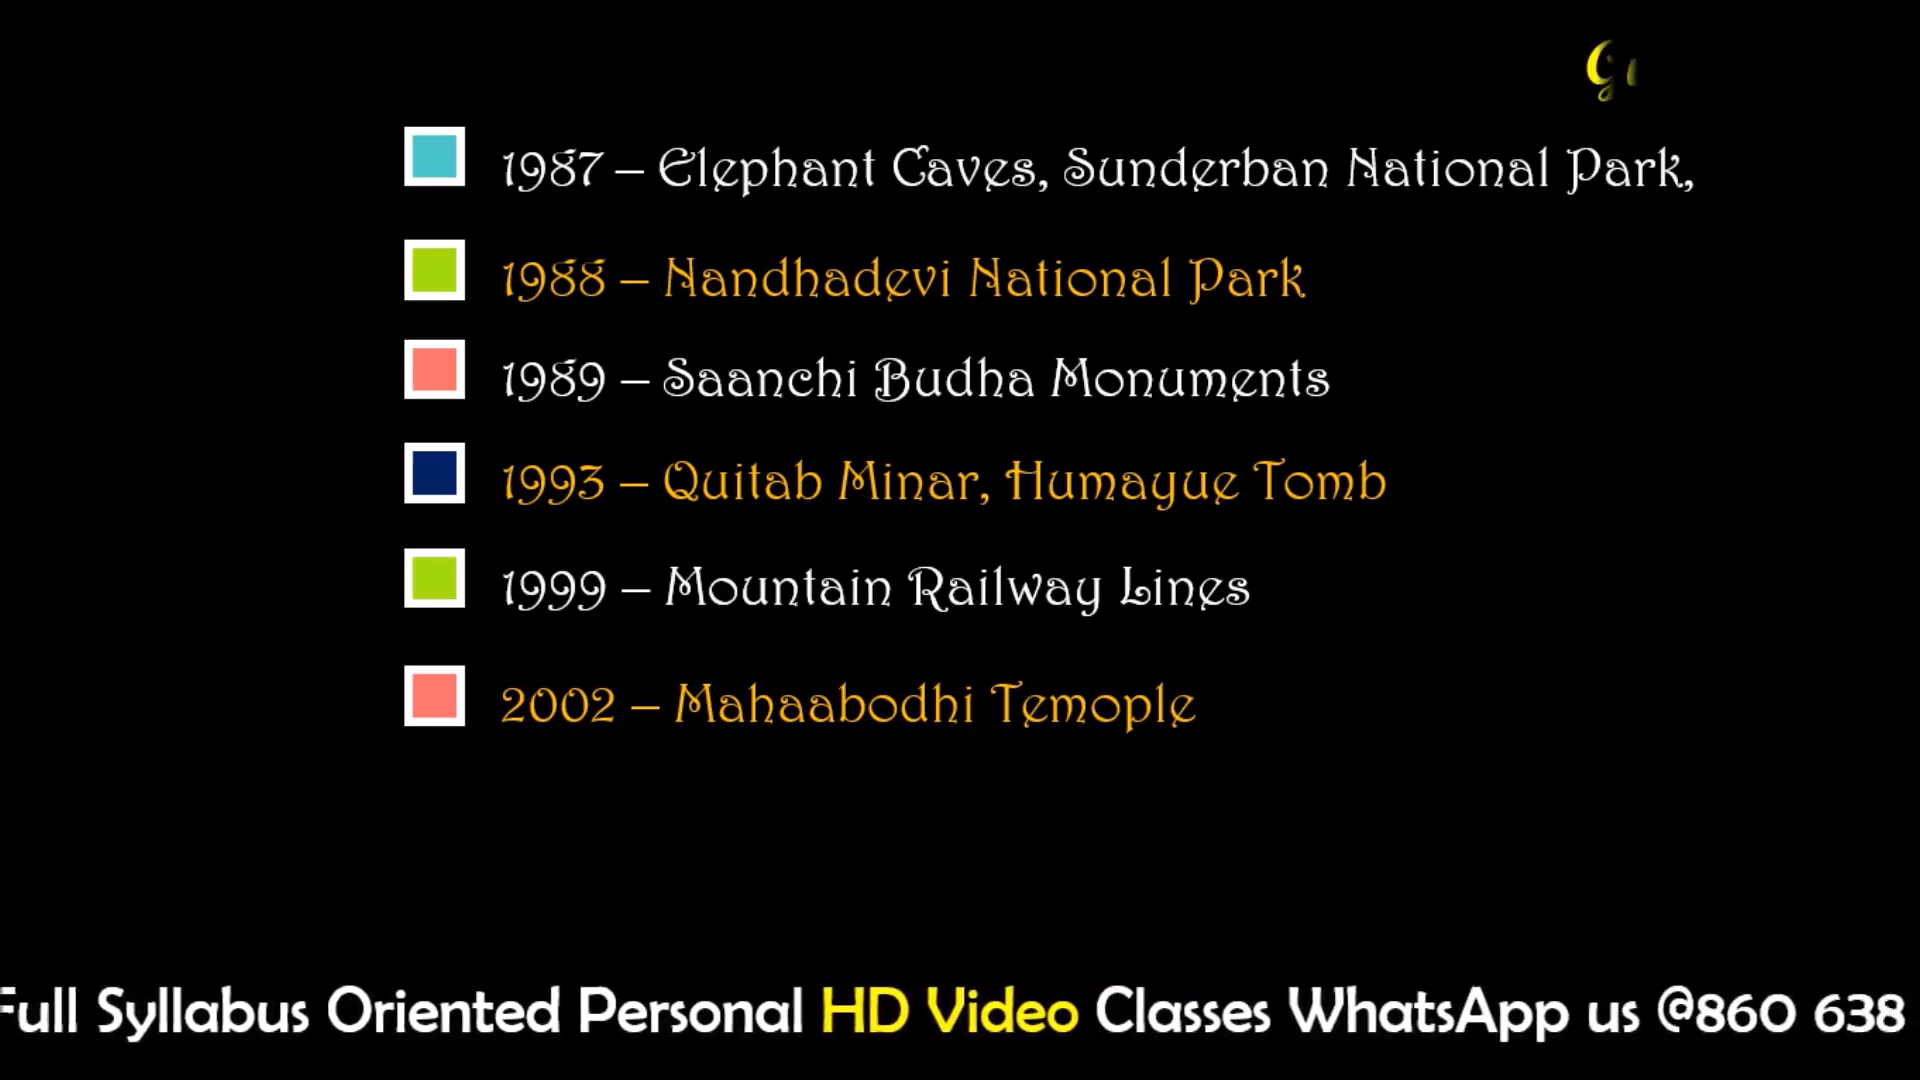 1987 – Elephant Caves, Sunderban National Park,
1988 – Nandhadevi National Park
1989 – Saanchi Budha Monuments
1993 – Quitab Minar, Humayue Tomb
1999 – Mountain Railway Lines
2002 – Mahaabodhi Temople
Full Syllabus Oriented Personal HD Video Classes WhatsApp us @860 638